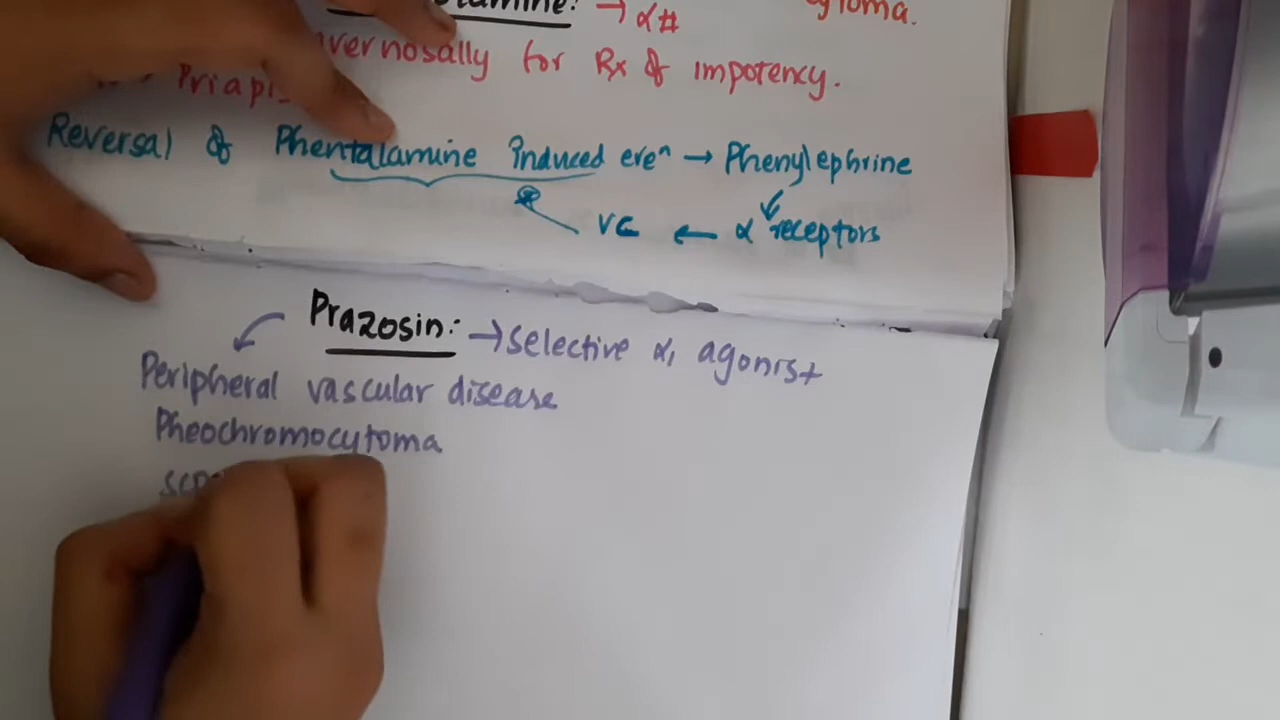 → α#
avernosally for Rx of impotency.
Reversal of Phentalamine induced eren → Phenylephrine
VC ← α receptors
Prazosin: → selective α1 agonist
Peripheral vascular disease
Pheochromocytoma